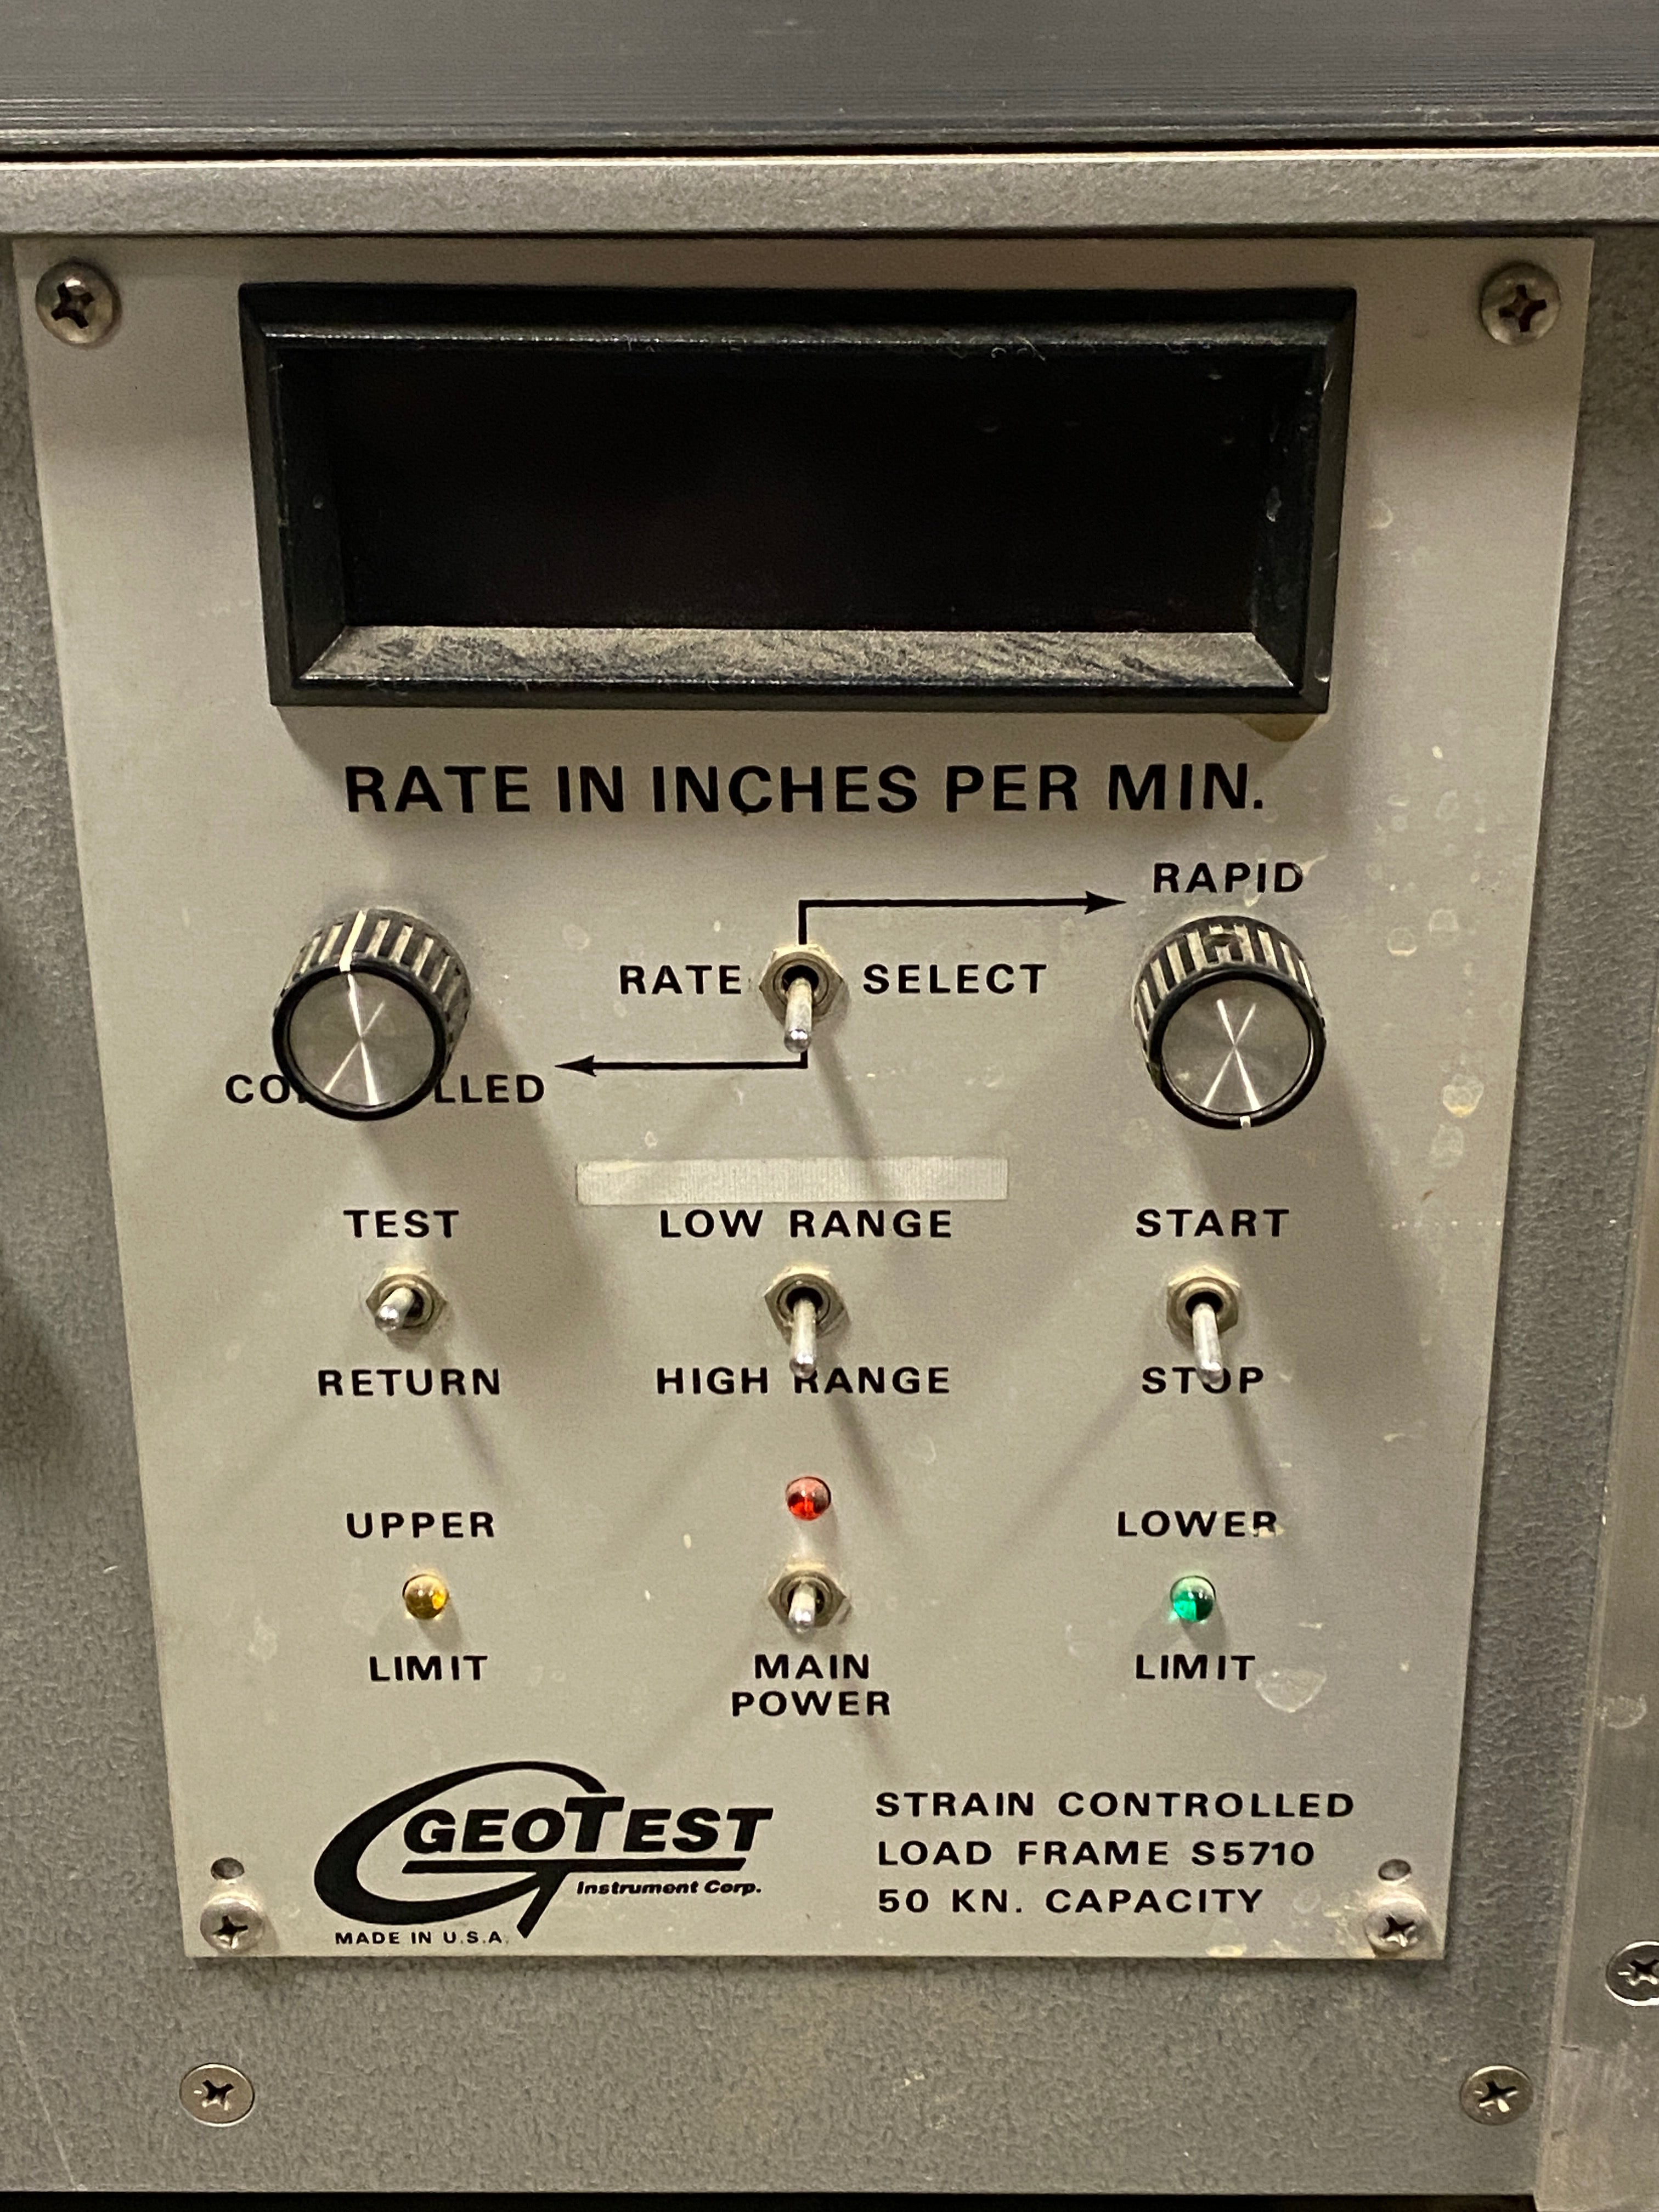 RATE IN INCHES PER MIN.
RAPID
RATE SELECT
TEST LOW RANGE START
RETURN HIGH RANGE STOP
UPPER LOWER
LIMIT MAIN LIMIT
POWER
GEOTEST
Instrument Corp.
MADE IN U.S.A.
STRAIN CONTROLLED
LOAD FRAME S5710
50 KN. CAPACITY